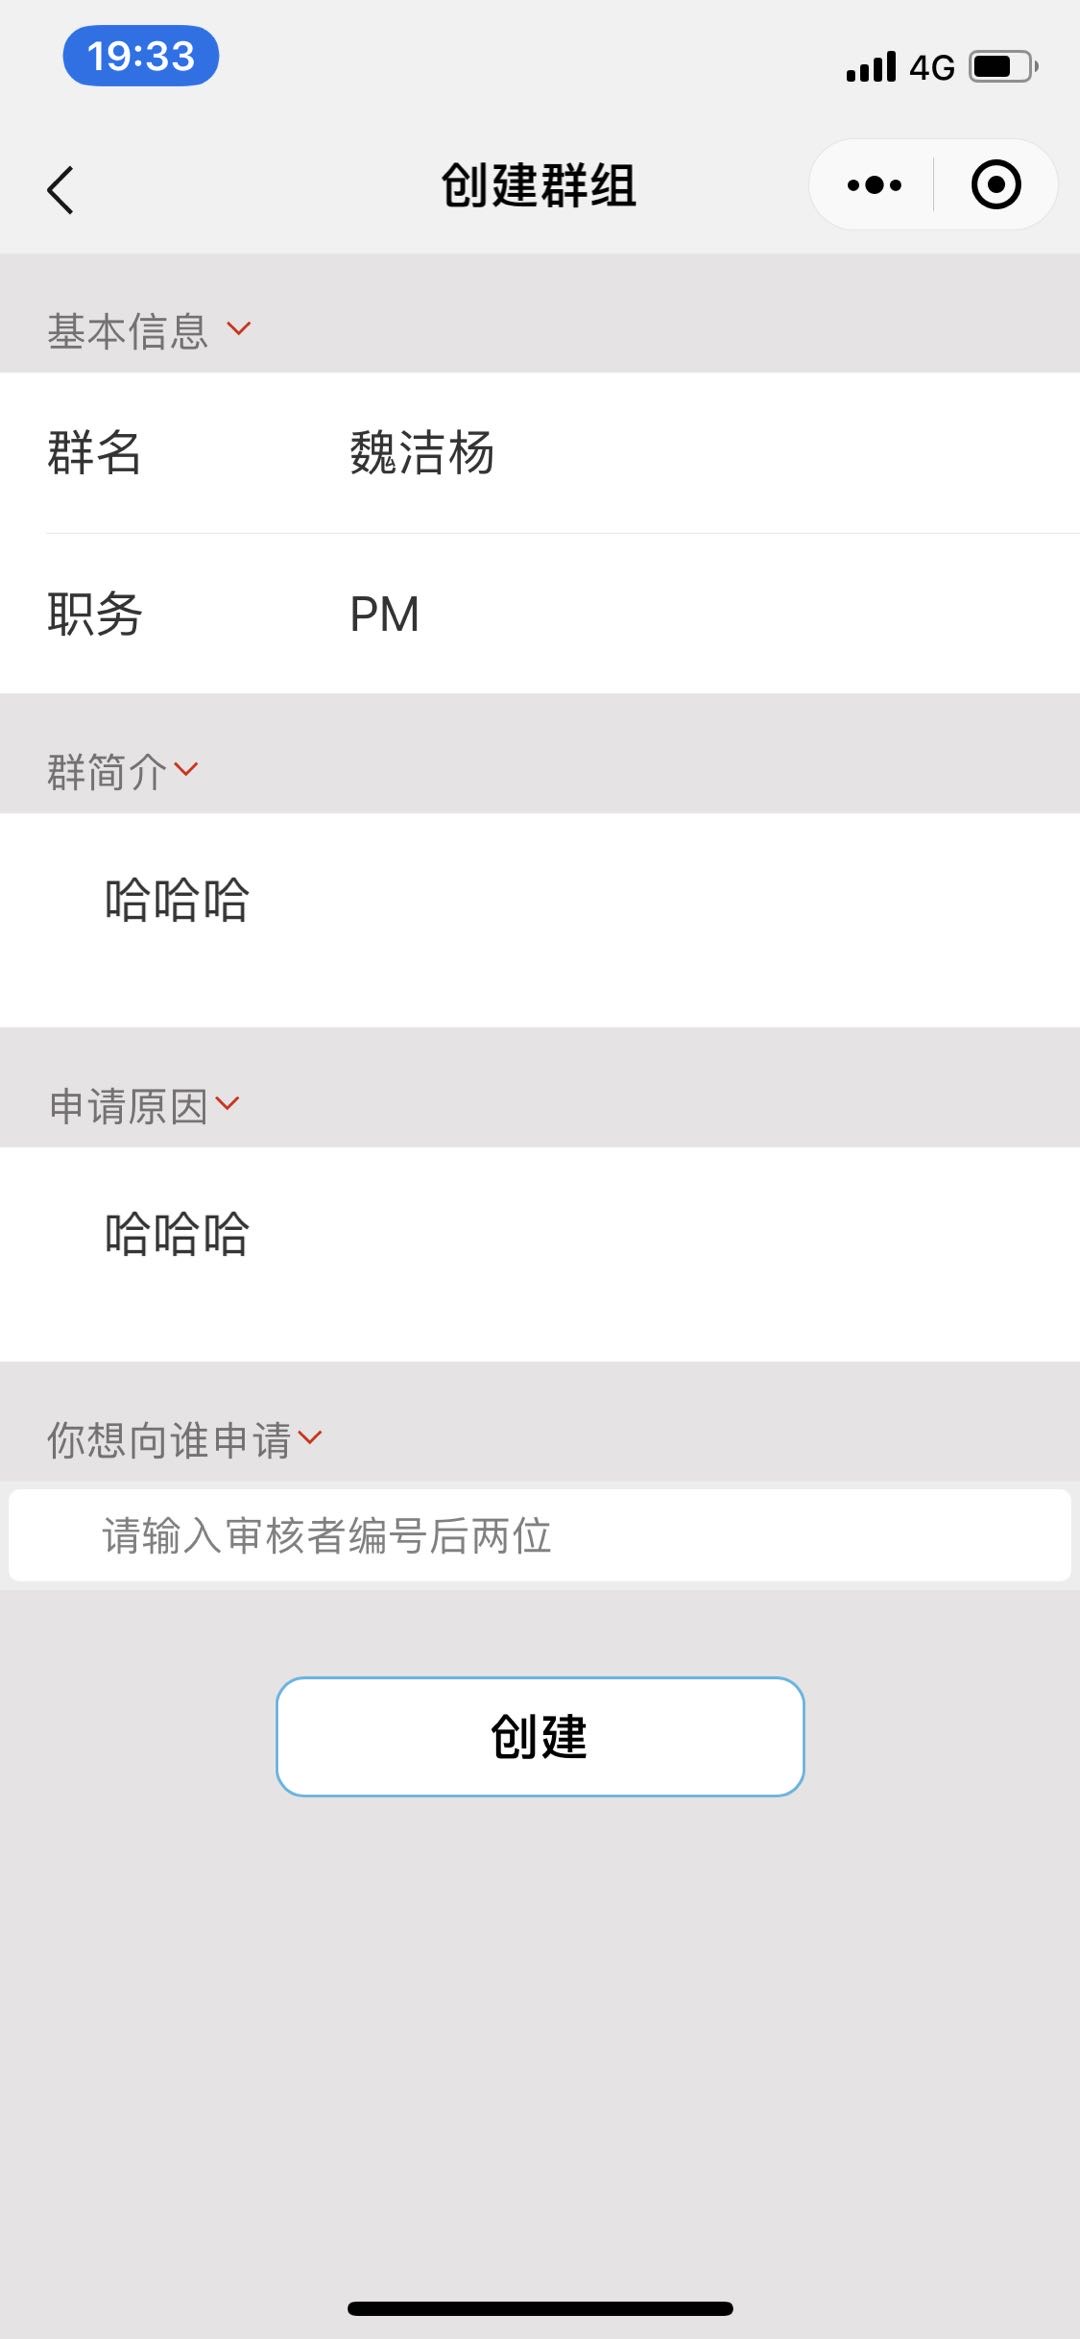 19:33
4G
创建群组
基本信息
群名 魏洁杨
职务 PM
群简介
哈哈哈
申请原因
哈哈哈
你想向谁申请
请输入审核者编号后两位
创建